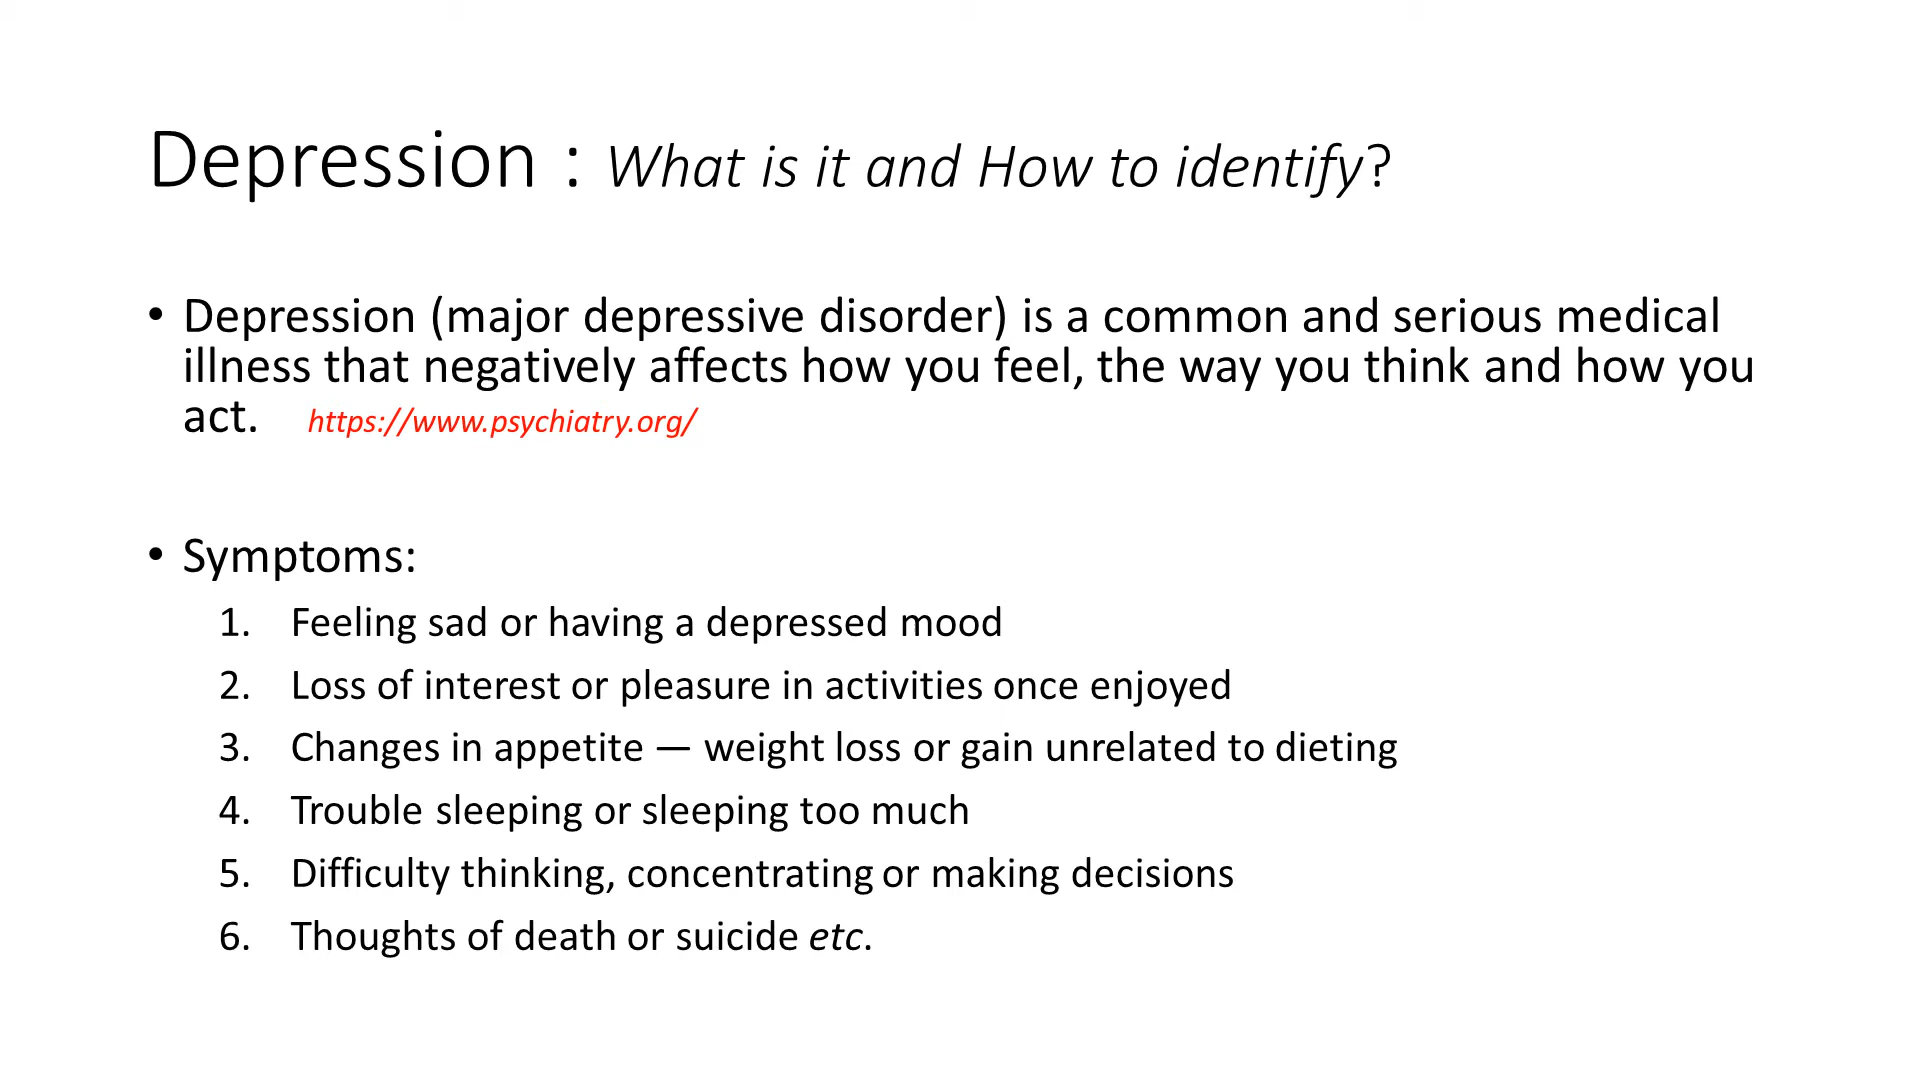 Depression : What is it and How to identify?
• Depression (major depressive disorder) is a common and serious medical
illness that negatively affects how you feel, the way you think and how you
act. https://www.psychiatry.org/
• Symptoms:
1. Feeling sad or having a depressed mood
2. Loss of interest or pleasure in activities once enjoyed
3. Changes in appetite — weight loss or gain unrelated to dieting
4. Trouble sleeping or sleeping too much
5. Difficulty thinking, concentrating or making decisions
6. Thoughts of death or suicide etc.